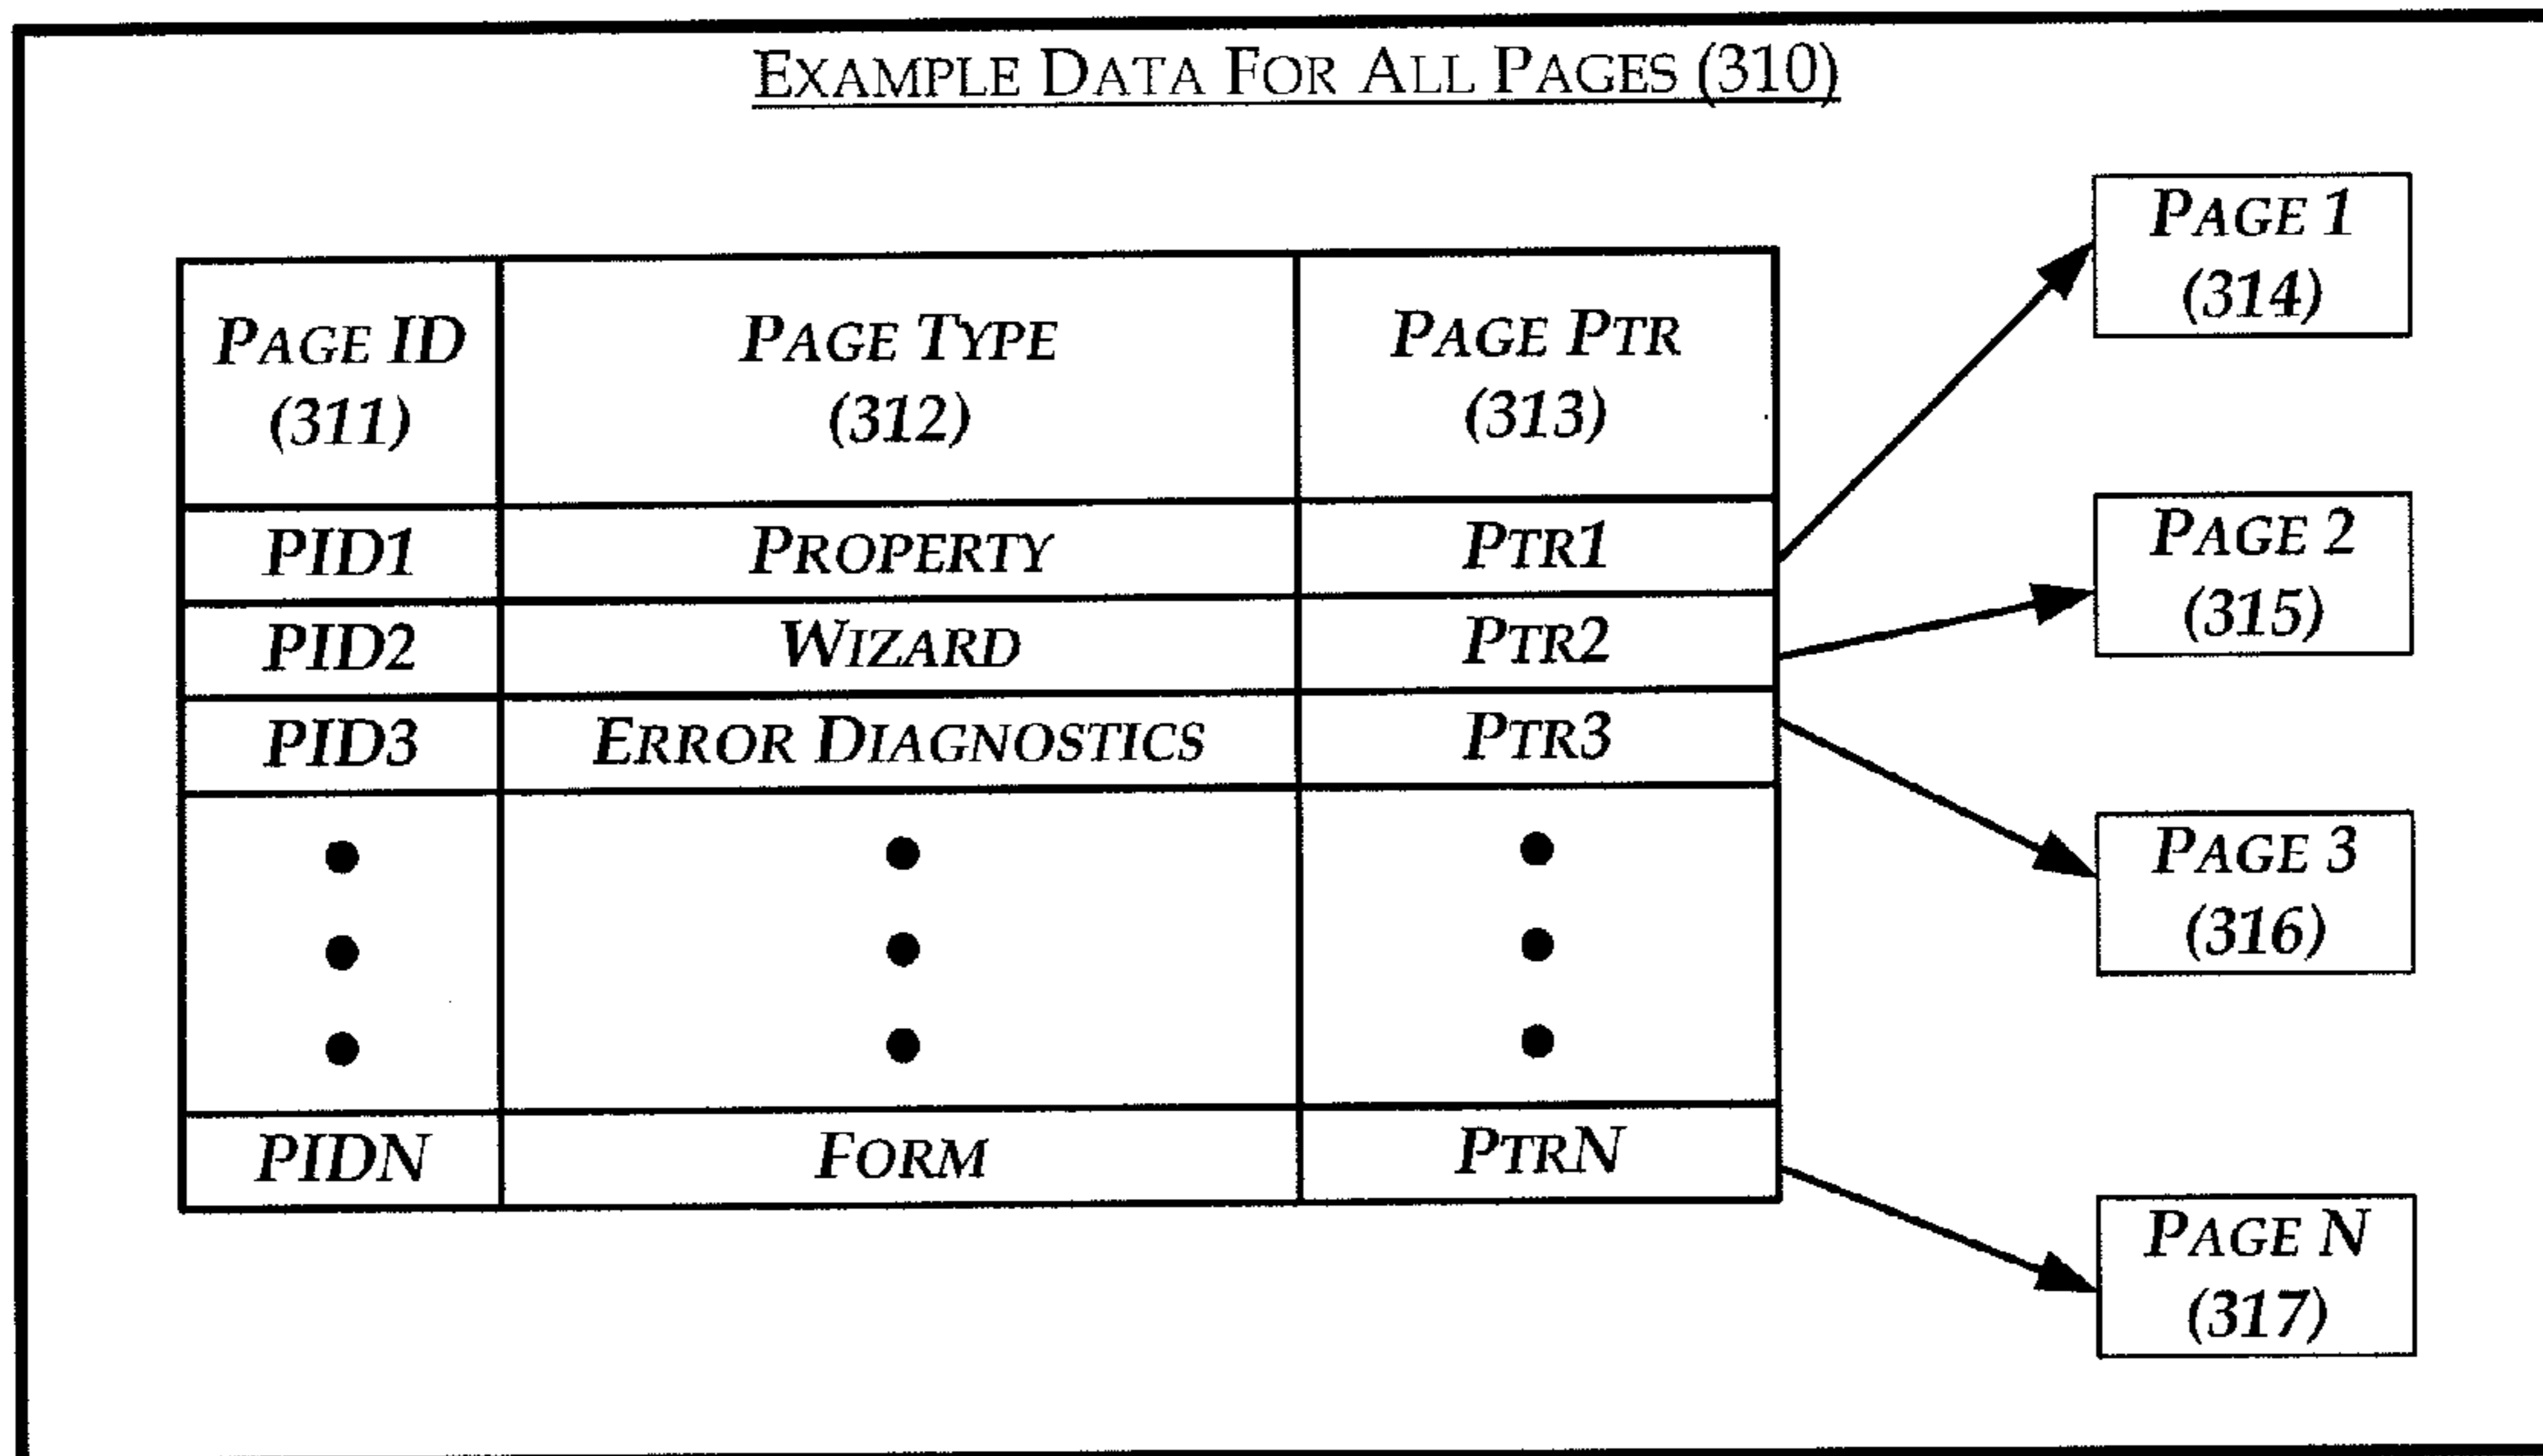 EXAMPLE DATA FOR ALL PAGES (310)
PAGE ID
(311)
PAGE TYPE
(312)
PAGE PTR
(313)
PID1 PROPERTY PTR1
PID2 WIZARD PTR2
PID3 ERROR DIAGNOSTICS PTR3
PIDN FORM PTRN
PAGE 1
(314)
PAGE 2
(315)
PAGE 3
(316)
PAGE N
(317)